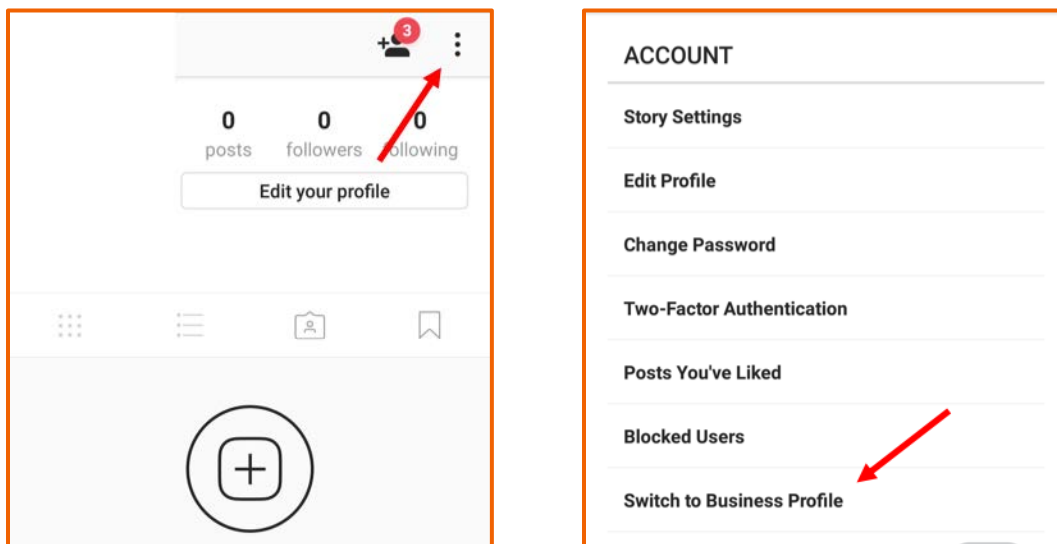 3
0 0 0
posts followers following
Edit your profile
ACCOUNT
Story Settings
Edit Profile
Change Password
Two-Factor Authentication
Posts You've Liked
Blocked Users
Switch to Business Profile